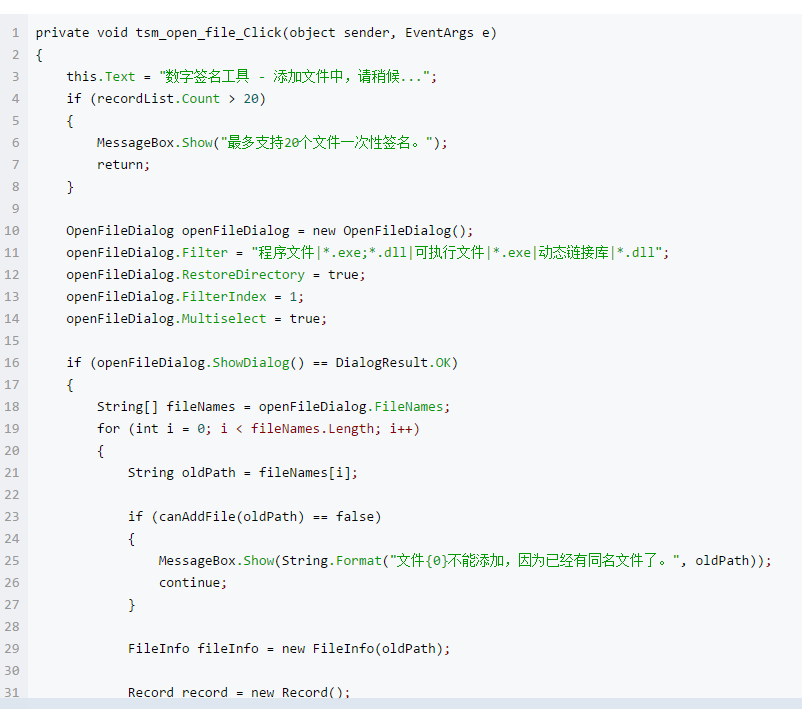 1 private void tsm_open_file_Click(object sender, EventArgs e)
2 {
3     this.Text = "数字签名工具 - 添加文件中，请稍候...";
4     if (recordList.Count > 20)
5     {
6         MessageBox.Show("最多支持20个文件一次性签名。");
7         return;
8     }
9
10     OpenFileDialog openFileDialog = new OpenFileDialog();
11     openFileDialog.Filter = "程序文件|*.exe;*.dll|可执行文件|*.exe|动态链接库|*.dll";
12     openFileDialog.RestoreDirectory = true;
13     openFileDialog.FilterIndex = 1;
14     openFileDialog.Multiselect = true;
15
16     if (openFileDialog.ShowDialog() == DialogResult.OK)
17     {
18         String[] fileNames = openFileDialog.FileNames;
19         for (int i = 0; i < fileNames.Length; i++)
20         {
21             String oldPath = fileNames[i];
22
23             if (canAddFile(oldPath) == false)
24             {
25                 MessageBox.Show(String.Format("文件{0}不能添加，因为已经有同名文件了。", oldPath));
26                 continue;
27             }
28
29             FileInfo fileInfo = new FileInfo(oldPath);
30
31             Record record = new Record();